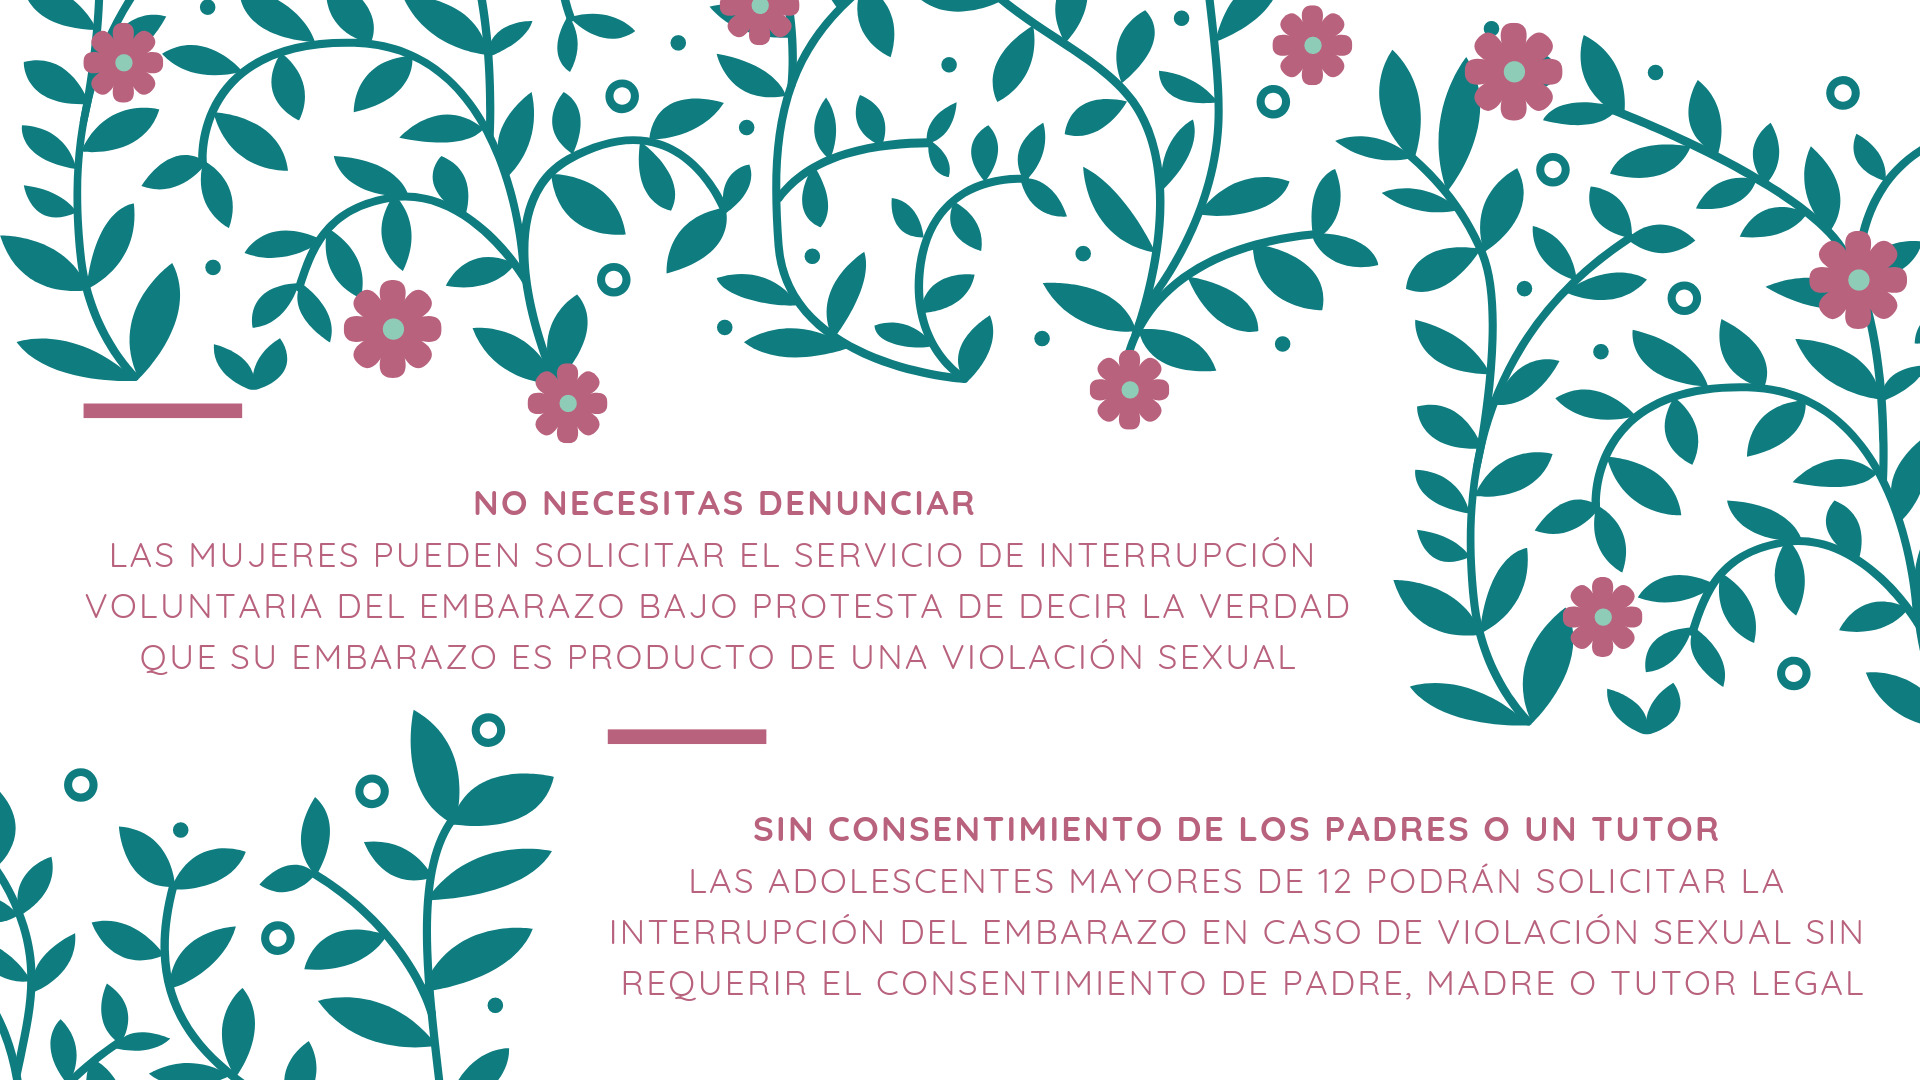 NO NECESITAS DENUNCIAR
LAS MUJERES PUEDEN SOLICITAR EL SERVICIO DE INTERRUPCIÓN
VOLUNTARIA DEL EMBARAZO BAJO PROTESTA DE DECIR LA VERDAD
QUE SU EMBARAZO ES PRODUCTO DE UNA VIOLACIÓN SEXUAL
SIN CONSENTIMIENTO DE LOS PADRES O UN TUTOR
LAS ADOLESCENTES MAYORES DE 12 PODRÁN SOLICITAR LA
INTERRUPCIÓN DEL EMBARAZO EN CASO DE VIOLACIÓN SEXUAL SIN
REQUERIR EL CONSENTIMIENTO DE PADRE, MADRE O TUTOR LEGAL